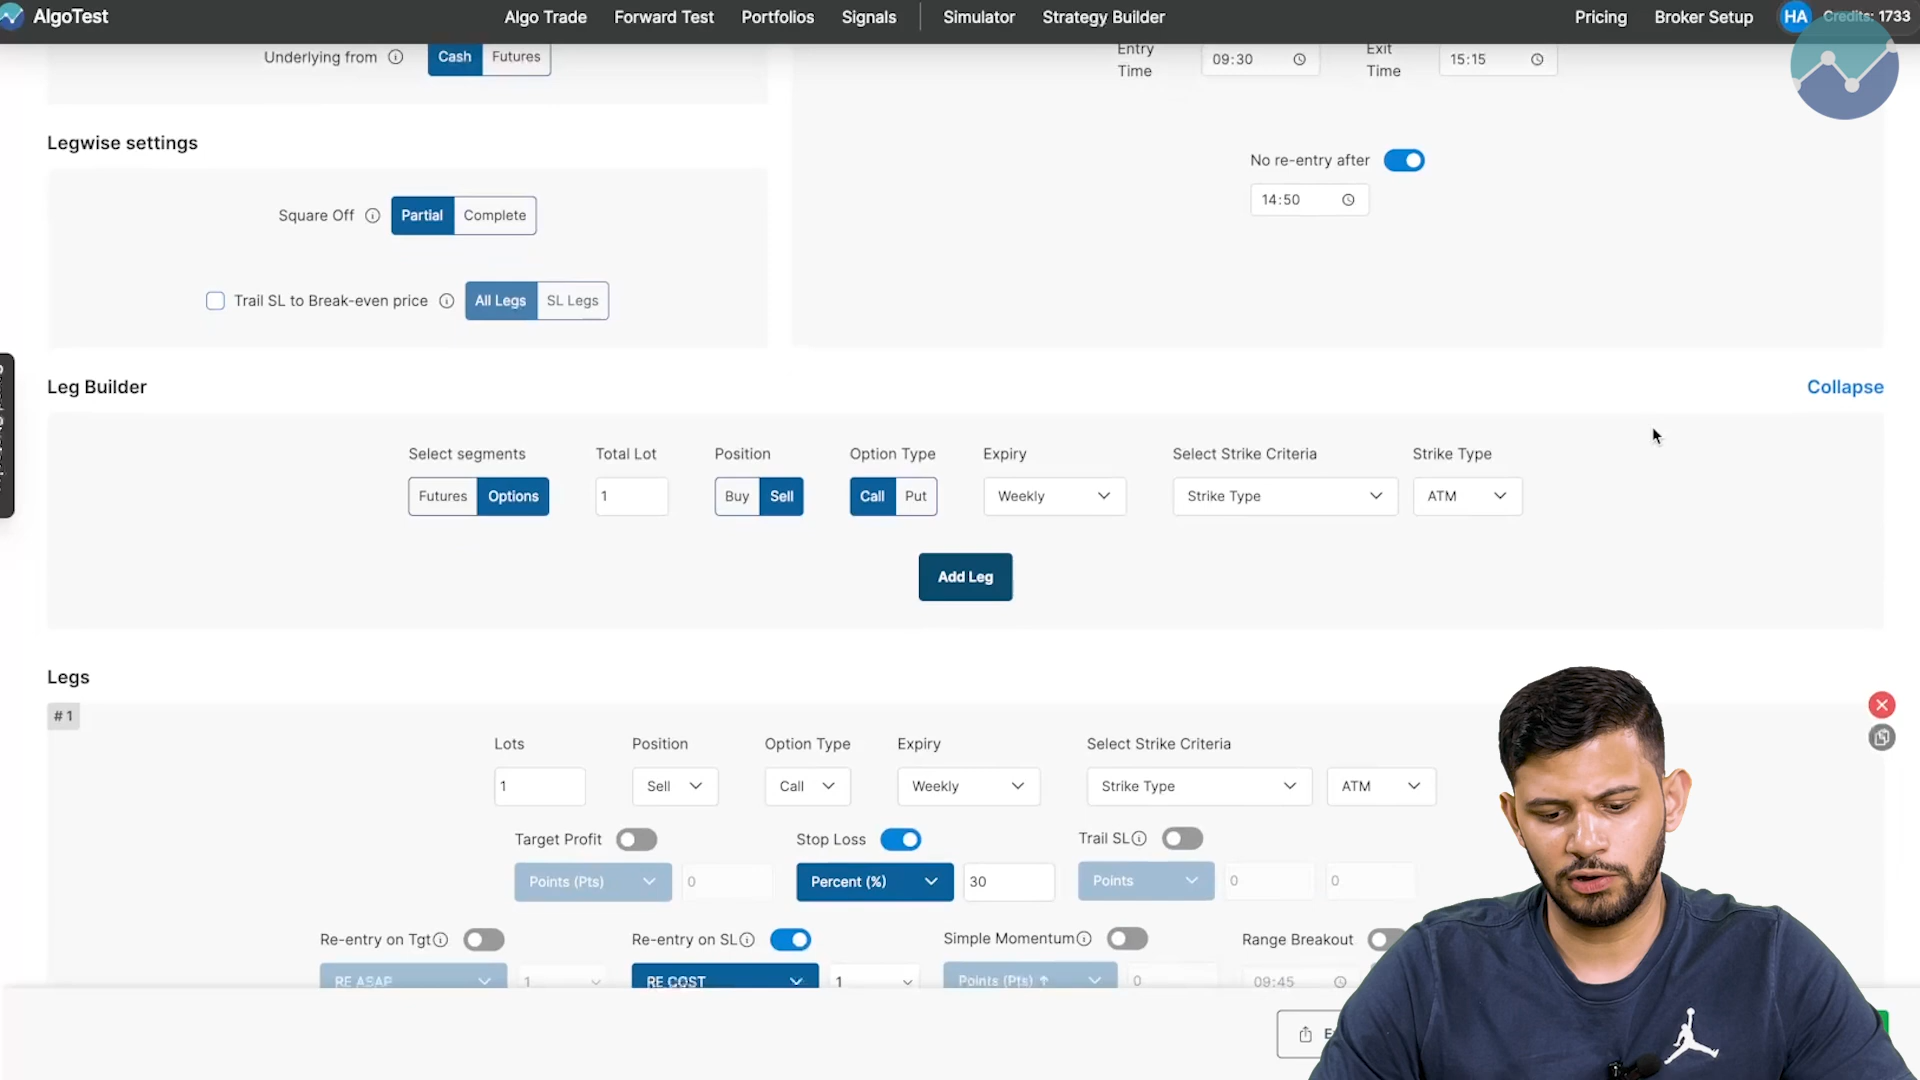 AlgoTest Algo Trade Forward Test Portfolios Signals Simulator Strategy Builder Pricing Broker Setup HA Credits: 1733
Underlying from Cash Futures
Entry Time 09:30 Exit Time 15:15
Legwise settings
No re-entry after
14:50
Square Off Partial Complete
Trail SL to Break-even price All Legs SL Legs
Leg Builder Collapse
Select segments Total Lot Position Option Type Expiry Select Strike Criteria Strike Type
Futures Options 1 Buy Sell Call Put Weekly Strike Type ATM
Add Leg
Legs
# 1
Lots Position Option Type Expiry Select Strike Criteria
1 Sell Call Weekly Strike Type ATM
Target Profit Stop Loss Trail SL
Points (Pts) 0 Percent (%) 30 Points 0 0
Re-entry on Tgt Re-entry on SL Simple Momentum Range Breakout
RE ASAP 1 RE COST 1 Points (Pts) ↑ 0 09:45